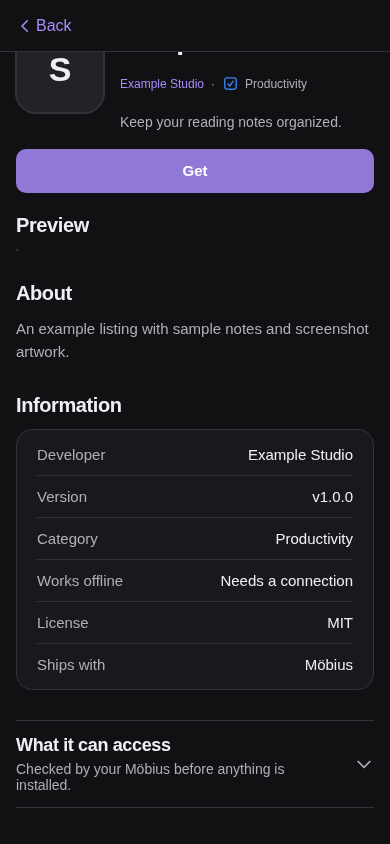 Back
S
Example Studio · Productivity
Keep your reading notes organized.
Get
Preview
-
About
An example listing with sample notes and screenshot
artwork.
Information
Developer Example Studio
Version v1.0.0
Category Productivity
Works offline Needs a connection
License MIT
Ships with Möbius
What it can access
Checked by your Möbius before anything is
installed.